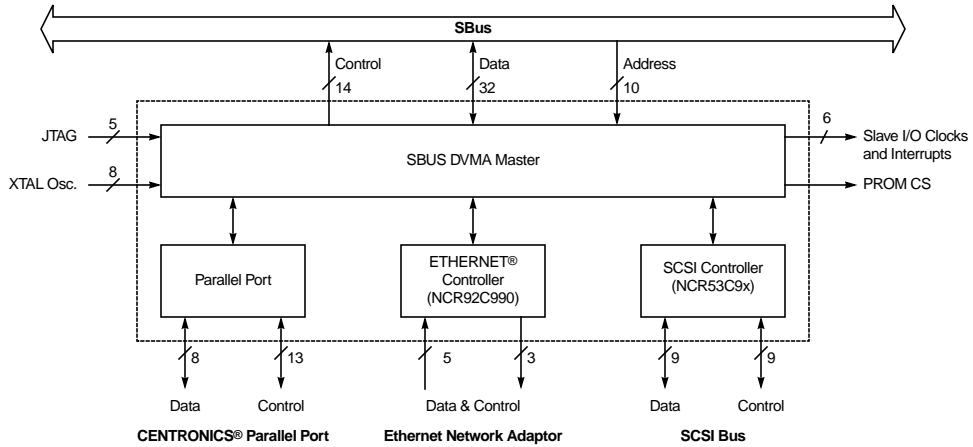 SBus
Control
14
Data
32
Address
10
JTAG
5
XTAL Osc.
8
SBUS DVMA Master
6
Slave I/O Clocks
and Interrupts
PROM CS
Parallel Port
ETHERNET®
Controller
(NCR92C990)
SCSI Controller
(NCR53C9x)
8
13
5
3
9
9
Data
Control
Data & Control
Data
Control
CENTRONICS® Parallel Port
Ethernet Network Adaptor
SCSI Bus